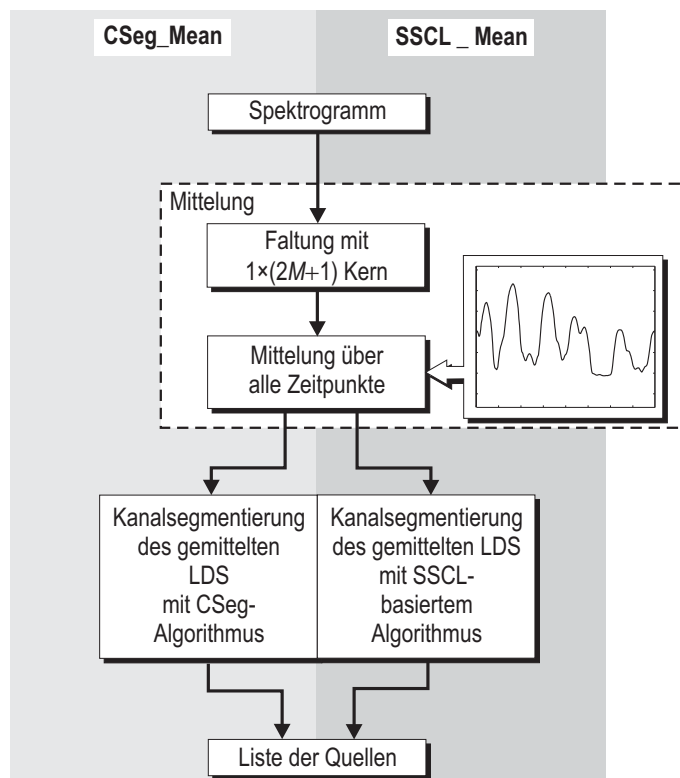 CSeg_Mean
SSCL _ Mean
Spektrogramm
Mittelung
Faltung mit
1×(2M+1) Kern
Mittelung über
alle Zeitpunkte
Kanalsegmentierung
des gemittelten
LDS
mit CSeg-
Algorithmus
Kanalsegmentierung
des gemittelten LDS
mit SSCL-
basiertem
Algorithmus
Liste der Quellen